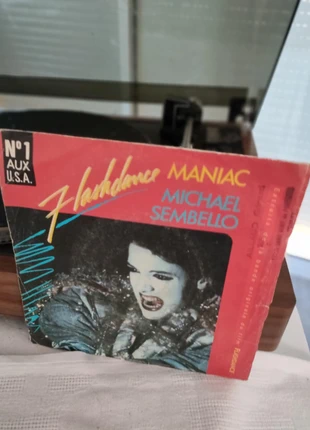 N°1
AUX
U.S.A.
Flashdance MANIAC
MICHAEL
SEMBELLO